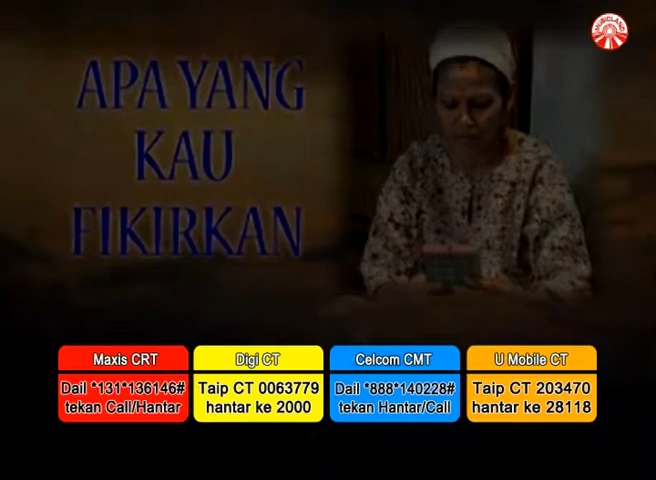 MUSICLAND
APA YANG
KAU
FIKIRKAN
Maxis CRT
Dail *131*136146#
tekan Call/Hantar
Digi CT
Taip CT 0063779
hantar ke 2000
Celcom CMT
Dail *888*140228#
tekan Hantar/Call
U Mobile CT
Taip CT 203470
hantar ke 28118